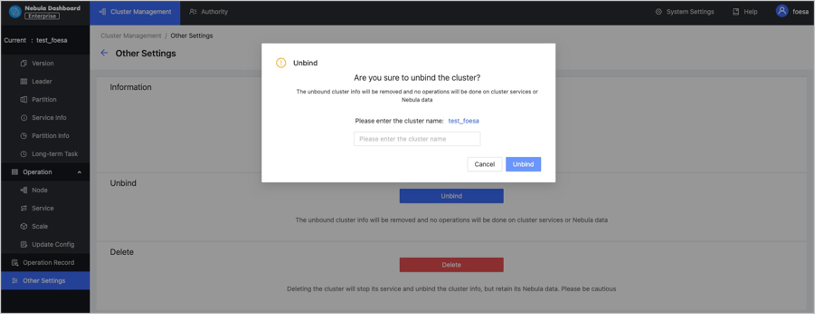 Nebula Dashboard
Enterprise
Cluster Management
Authority
System Settings
Help
foesa
Current : test_foesa
Version
Leader
Partition
Service Info
Partition Info
Long-term Task
Operation
Node
Service
Scale
Update Config
Operation Record
Other Settings
Cluster Management / Other Settings
Other Settings
Information
Unbind
Are you sure to unbind the cluster?
The unbound cluster info will be removed and no operations will be done on cluster services or
Nebula data
Please enter the cluster name: test_foesa
Please enter the cluster name
Cancel
Unbind
Unbind
Unbind
The unbound cluster info will be removed and no operations will be done on cluster services or Nebula data
Delete
Delete
Deleting the cluster will stop its service and unbind the cluster info, but retain its Nebula data. Please be cautious